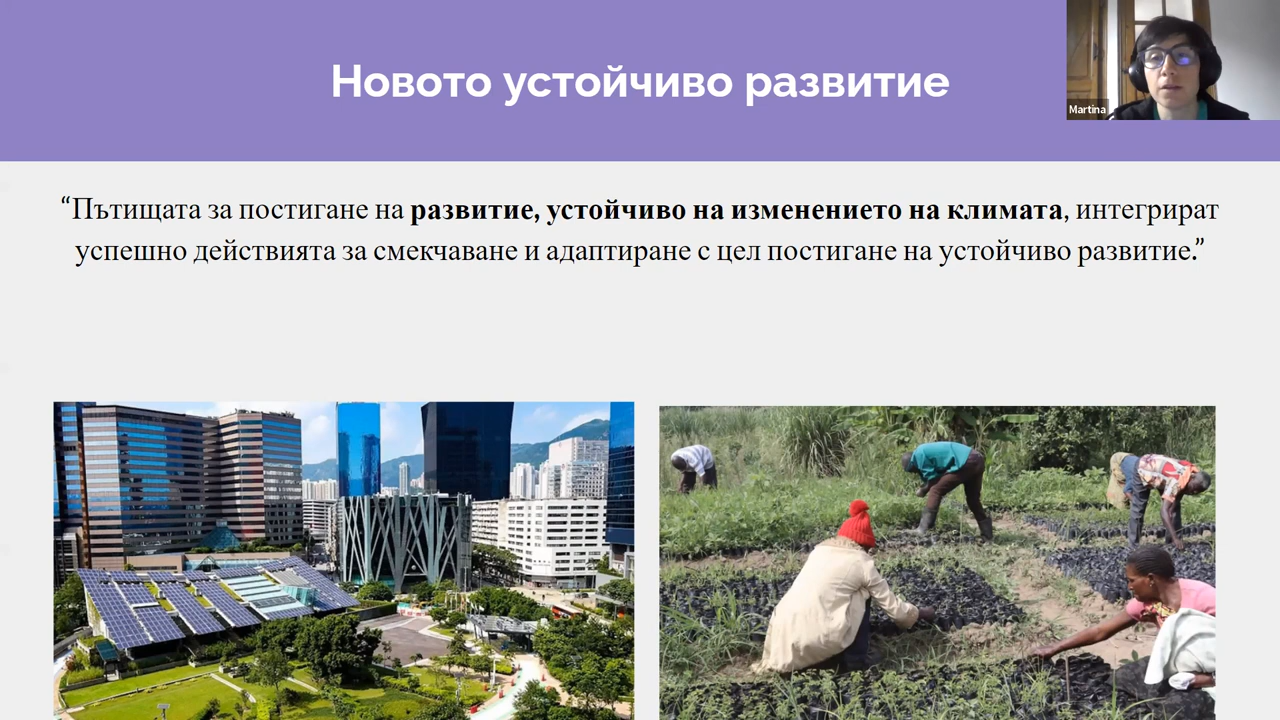 Новото устойчиво развитие
Martina
“Пътищата за постигане на развитие, устойчиво на изменението на климата, интегрират
успешно действията за смекчаване и адаптиране с цел постигане на устойчиво развитие.”